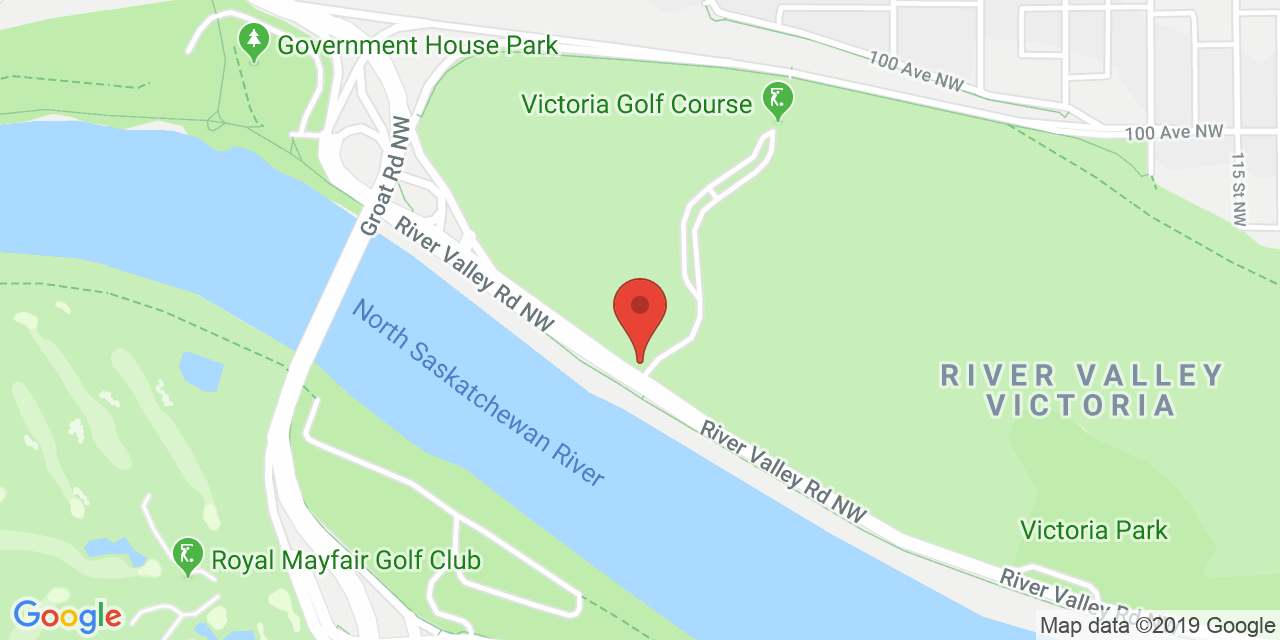 Government House Park
100 Ave NW
Victoria Golf Course
100 Ave NW
115 St NW
Groat Rd NW
River Valley Rd NW
North Saskatchewan River
RIVER VALLEY
VICTORIA
River Valley Rd NW
Victoria Park
Royal Mayfair Golf Club
River Valley Rd
Google
Map data ©2019 Google